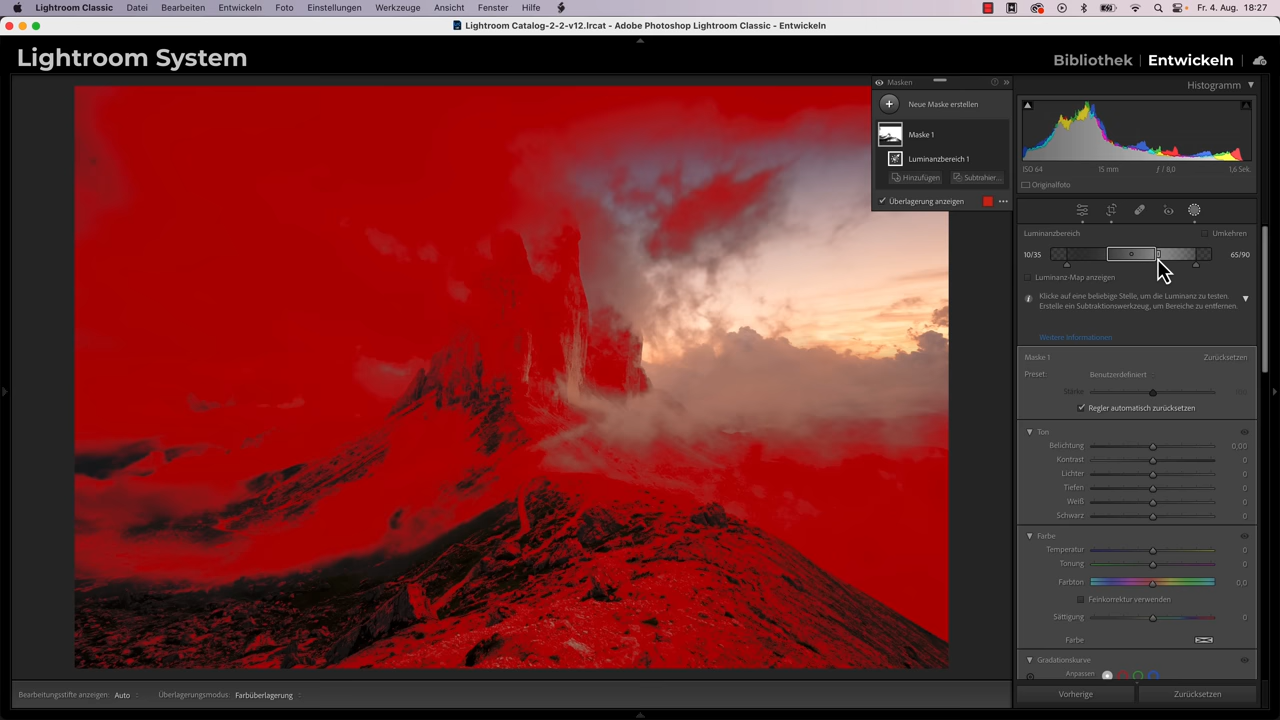 Lightroom Classic Datei Bearbeiten Entwickeln Foto Einstellungen Werkzeuge Ansicht Fenster Hilfe Fr. 4. Aug. 18:27
Lightroom Catalog-2-2-v12.lrcat - Adobe Photoshop Lightroom Classic - Entwickeln
Lightroom System
Bibliothek | Entwickeln
Masken
Neue Maske erstellen
Maske 1
Luminanzbereich 1
Hinzufügen Subtrahier...
Überlagerung anzeigen
Histogramm
ISO 64 15 mm ƒ / 8,0 1,6 Sek.
Originalfoto
Luminanzbereich Umkehren
10/35 65/90
Luminanz-Map anzeigen
Klicke auf eine beliebige Stelle, um die Luminanz zu testen.
Erstelle ein Subtraktionswerkzeug, um Bereiche zu entfernen.
Weitere Informationen
Maske 1 Zurücksetzen
Preset: Benutzerdefiniert
Stärke
Regler automatisch zurücksetzen
Ton
Belichtung 0,00
Kontrast 0
Lichter 0
Tiefen 0
Weiß 0
Schwarz 0
Farbe
Temperatur 0
Tonung 0
Farbton 0,0
Feinkorrektur verwenden
Sättigung 0
Farbe
Gradationskurve
Anpassen
Bearbeitungsstifte anzeigen: Auto Überlagerungsmodus: Farbüberlagerung
Vorherige Zurücksetzen